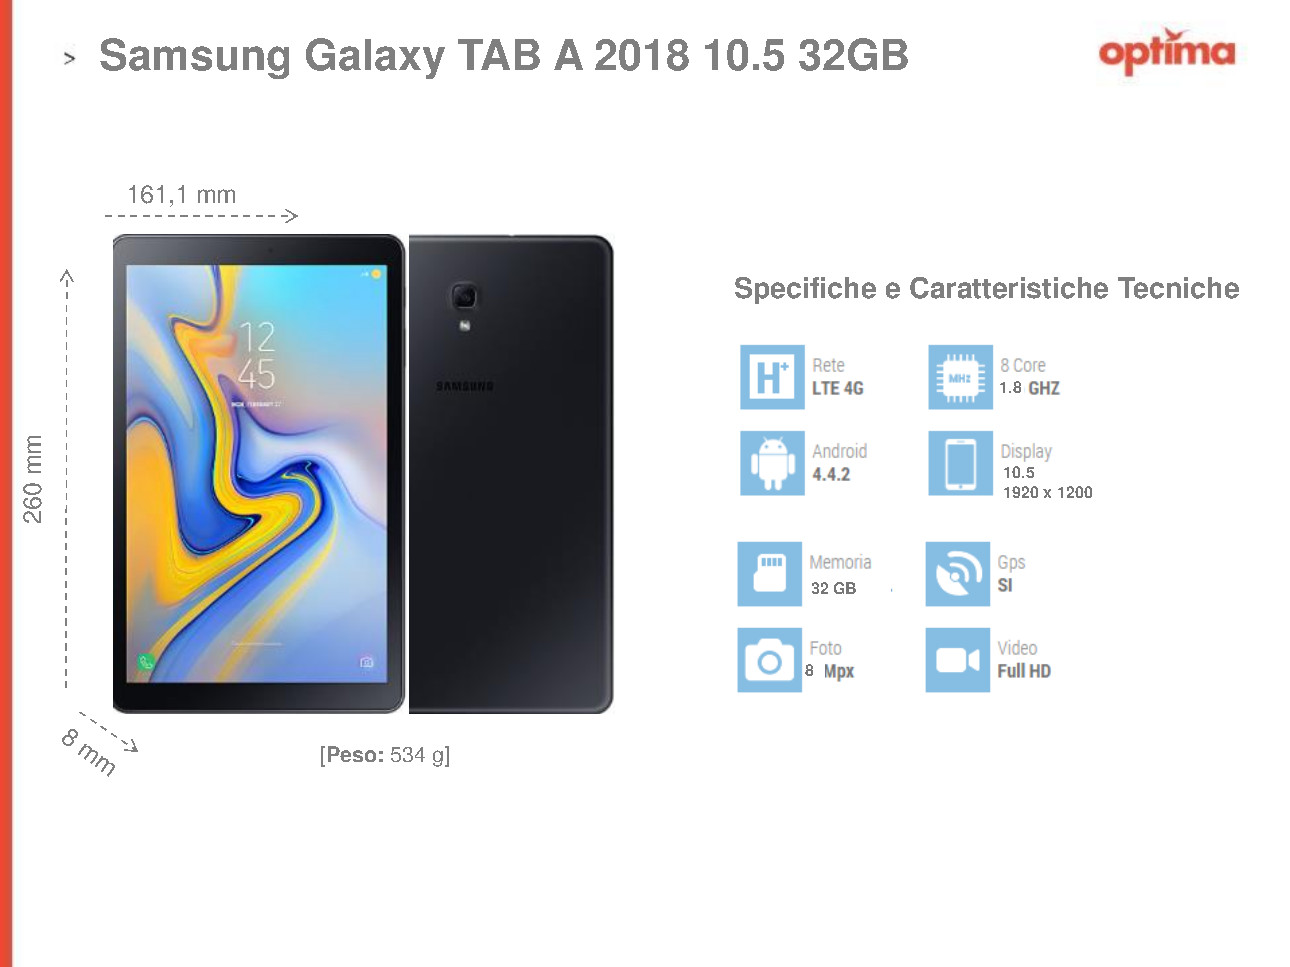 > Samsung Galaxy TAB A 2018 10.5 32GB
optima
161,1 mm
260 mm
8 mm
12
45
SAMSUNG
[Peso: 534 g]
Specifiche e Caratteristiche Tecniche
H+
Rete
LTE 4G
MHz
8 Core
1.8 GHZ
Android
4.4.2
Display
10.5
1920 x 1200
Memoria
32 GB
Gps
SI
Foto
8 Mpx
Video
Full HD